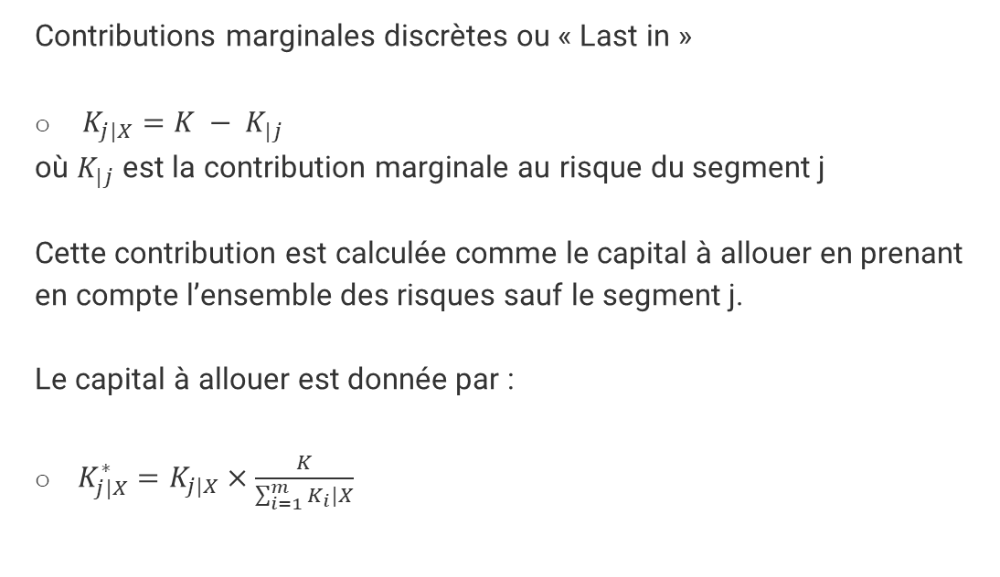 Contributions marginales discrètes ou « Last in »
○ $K_{j|X} = K - K_{|j}$
où $K_{|j}$ est la contribution marginale au risque du segment j
Cette contribution est calculée comme le capital à allouer en prenant
en compte l’ensemble des risques sauf le segment j.
Le capital à allouer est donnée par :
○ $K^*_{j|X} = K_{j|X} \times \frac{K}{\sum_{i=1}^{m} K_i|X}$